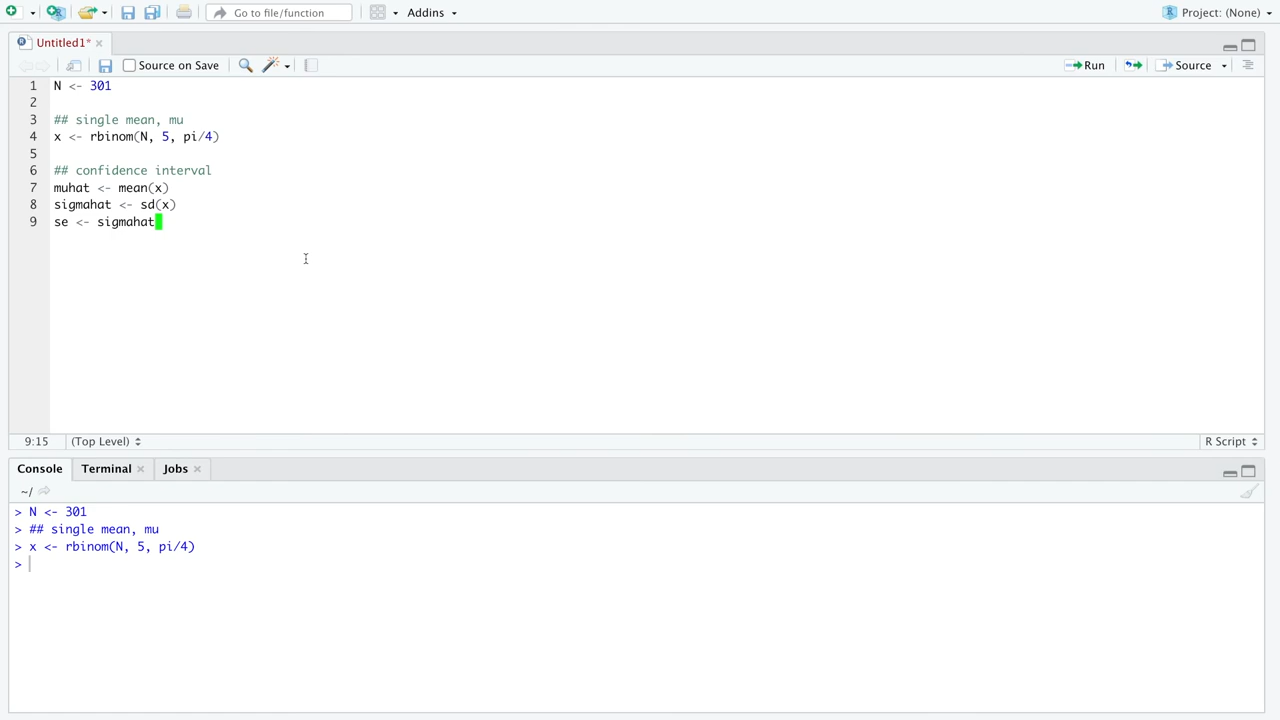 Go to file/function
Addins
Project: (None)
Untitled1*
Source on Save
Run
Source
1 N <- 301
2
3 ## single mean, mu
4 x <- rbinom(N, 5, pi/4)
5
6 ## confidence interval
7 muhat <- mean(x)
8 sigmahat <- sd(x)
9 se <- sigmahat
9:15 (Top Level)
R Script
Console Terminal Jobs
~/
> N <- 301
> ## single mean, mu
> x <- rbinom(N, 5, pi/4)
>